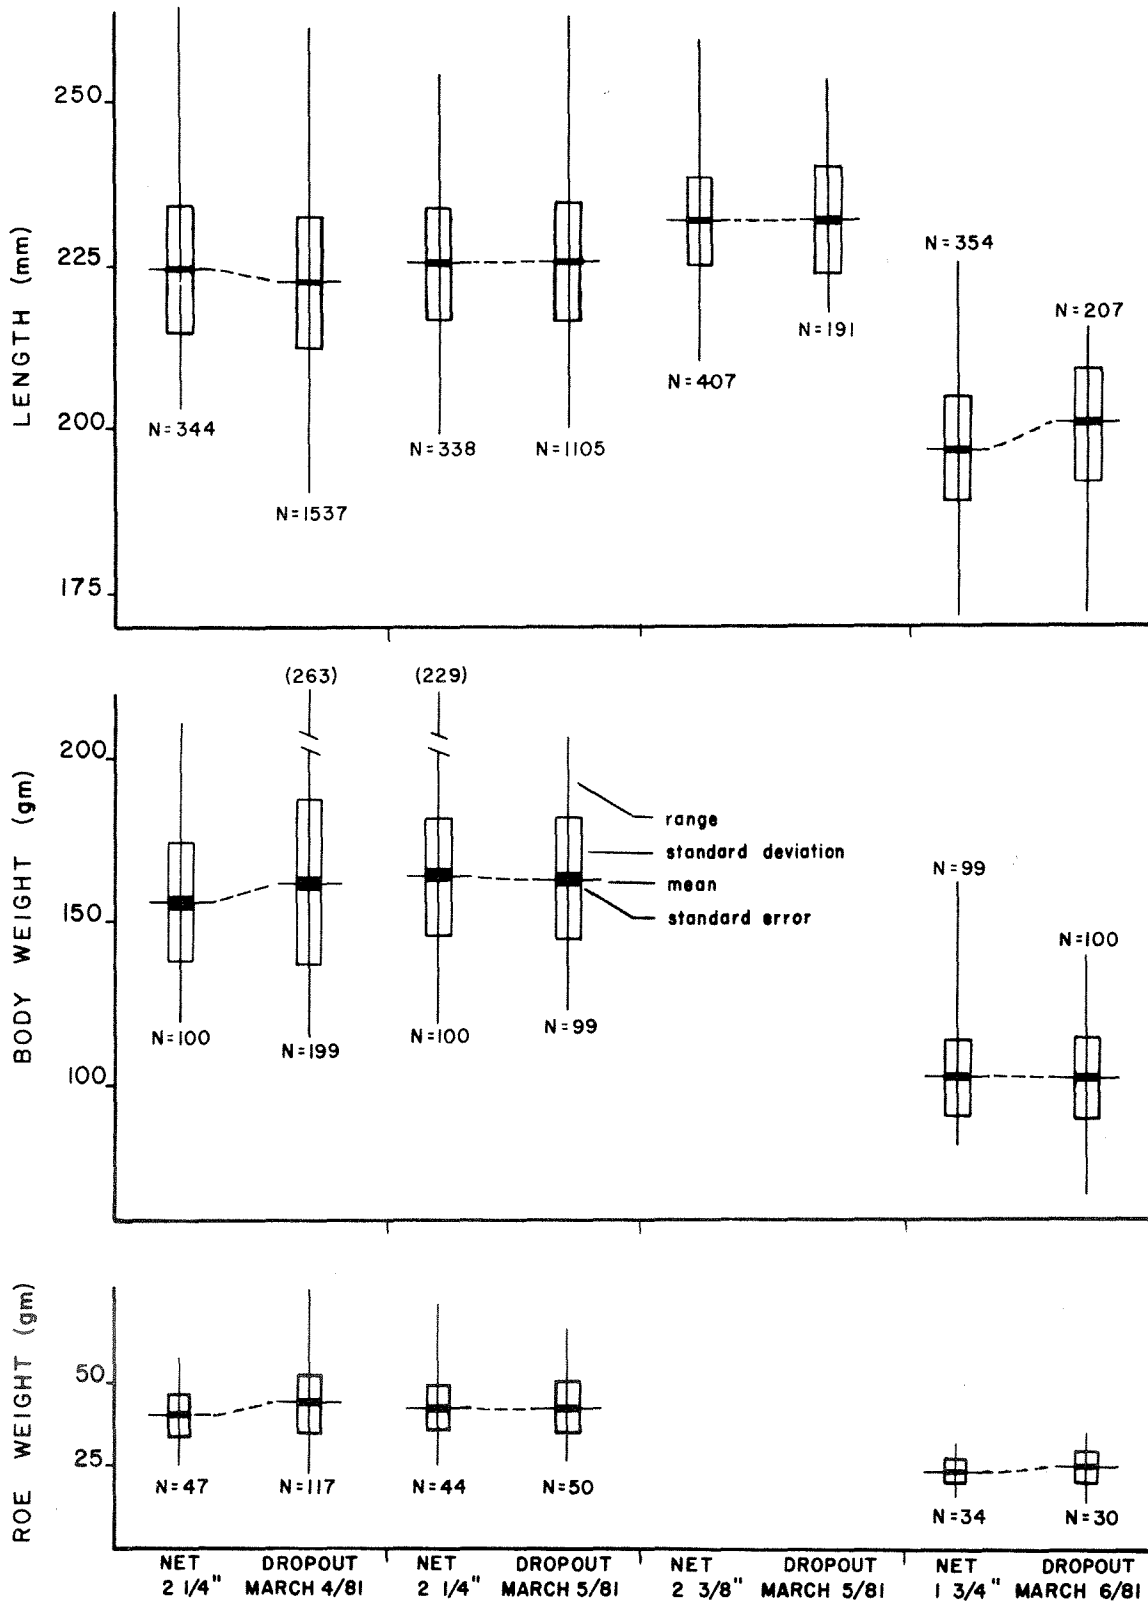 LENGTH (mm)
250
225
200
175
N=344
N=1537
N=338
N=1105
N=407
N=191
N=354
N=207
BODY WEIGHT (gm)
200
150
100
(263)
(229)
range
standard deviation
mean
standard error
N=100
N=199
N=100
N=99
N=99
N=100
ROE WEIGHT (gm)
50
25
N=47
N=117
N=44
N=50
N=34
N=30
NET DROPOUT NET DROPOUT NET DROPOUT NET DROPOUT
2 1/4" MARCH 4/81 2 1/4" MARCH 5/81 2 3/8" MARCH 5/81 1 3/4" MARCH 6/81